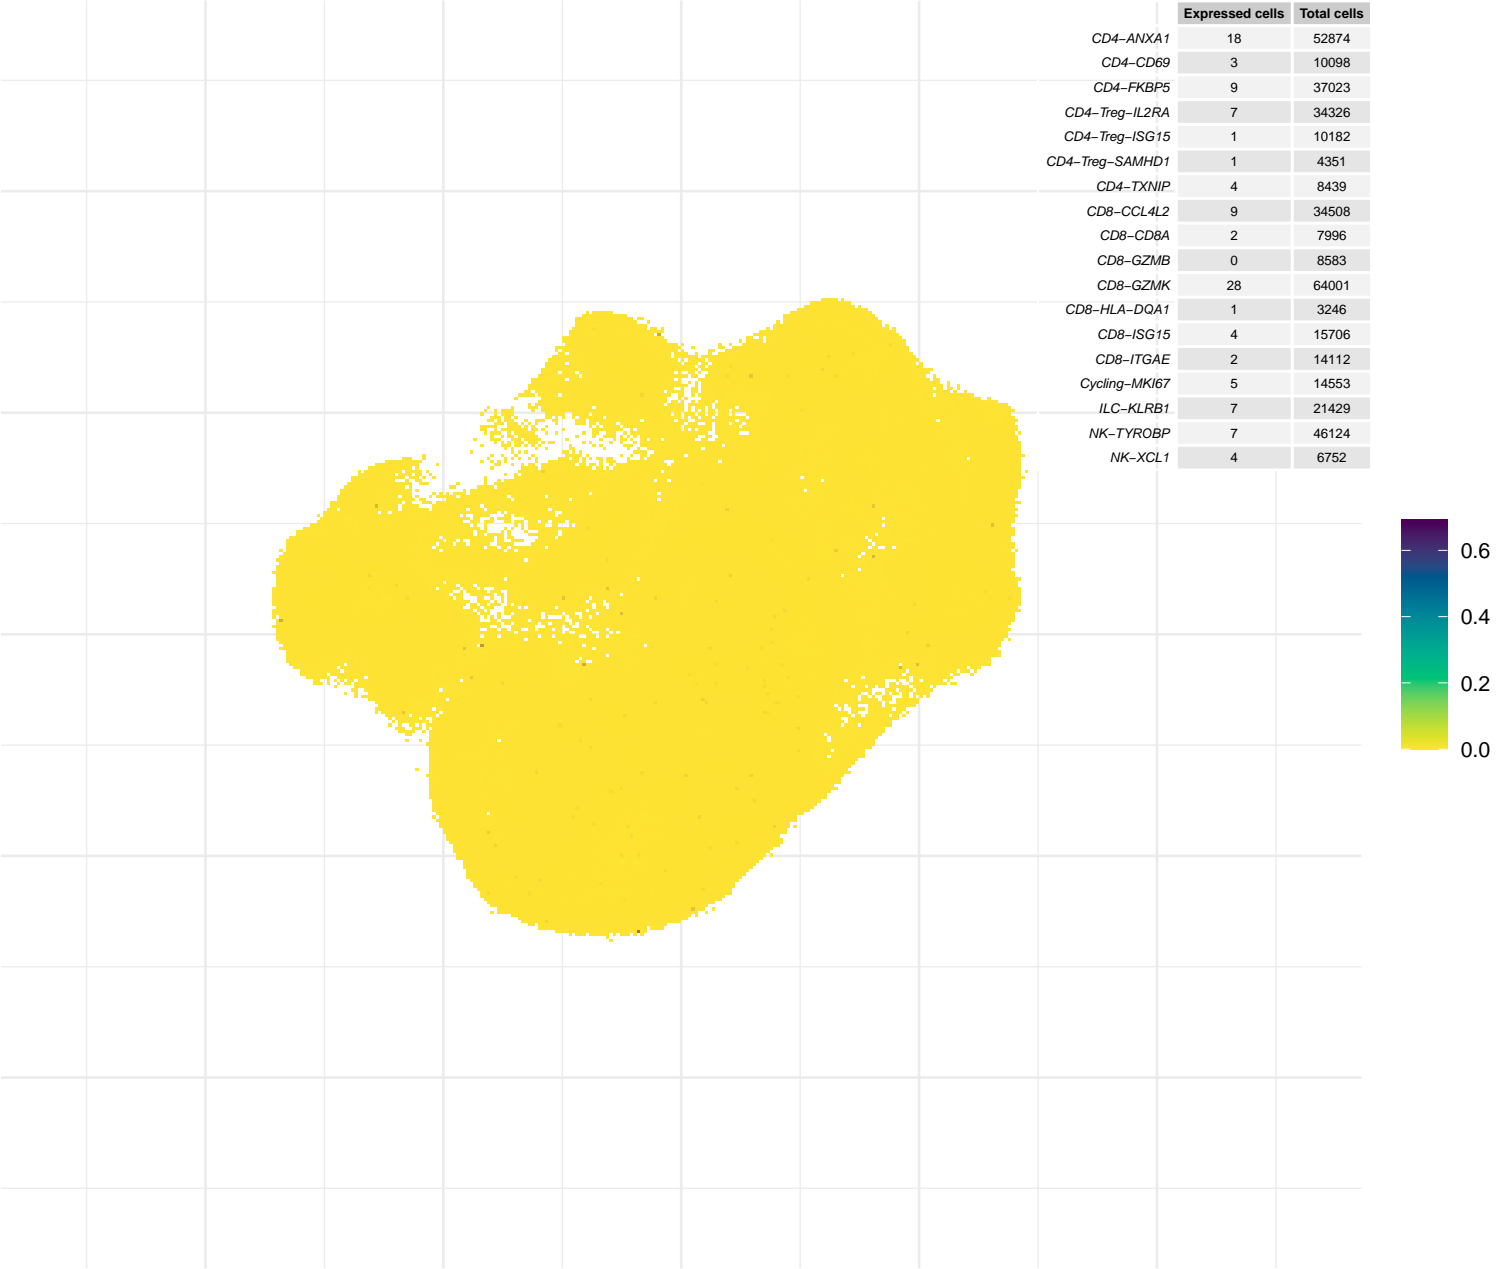 Expressed cells Total cells
CD4−ANXA1 18 52874
CD4−CD69 3 10098
CD4−FKBP5 9 37023
CD4−Treg−IL2RA 7 34326
CD4−Treg−ISG15 1 10182
CD4−Treg−SAMHD1 1 4351
CD4−TXNIP 4 8439
CD8−CCL4L2 9 34508
CD8−CD8A 2 7996
CD8−GZMB 0 8583
CD8−GZMK 28 64001
CD8−HLA−DQA1 1 3246
CD8−ISG15 4 15706
CD8−ITGAE 2 14112
Cycling−MKI67 5 14553
ILC−KLRB1 7 21429
NK−TYROBP 7 46124
NK−XCL1 4 6752
0.6
0.4
0.2
0.0